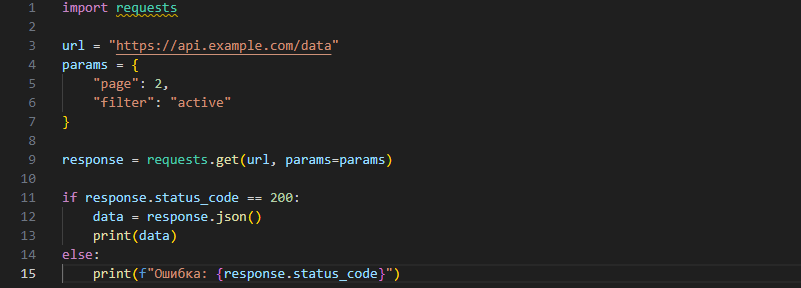 1 import requests
2
3 url = "https://api.example.com/data"
4 params = {
5     "page": 2,
6     "filter": "active"
7 }
8
9 response = requests.get(url, params=params)
10
11 if response.status_code == 200:
12     data = response.json()
13     print(data)
14 else:
15     print(f"Ошибка: {response.status_code}")